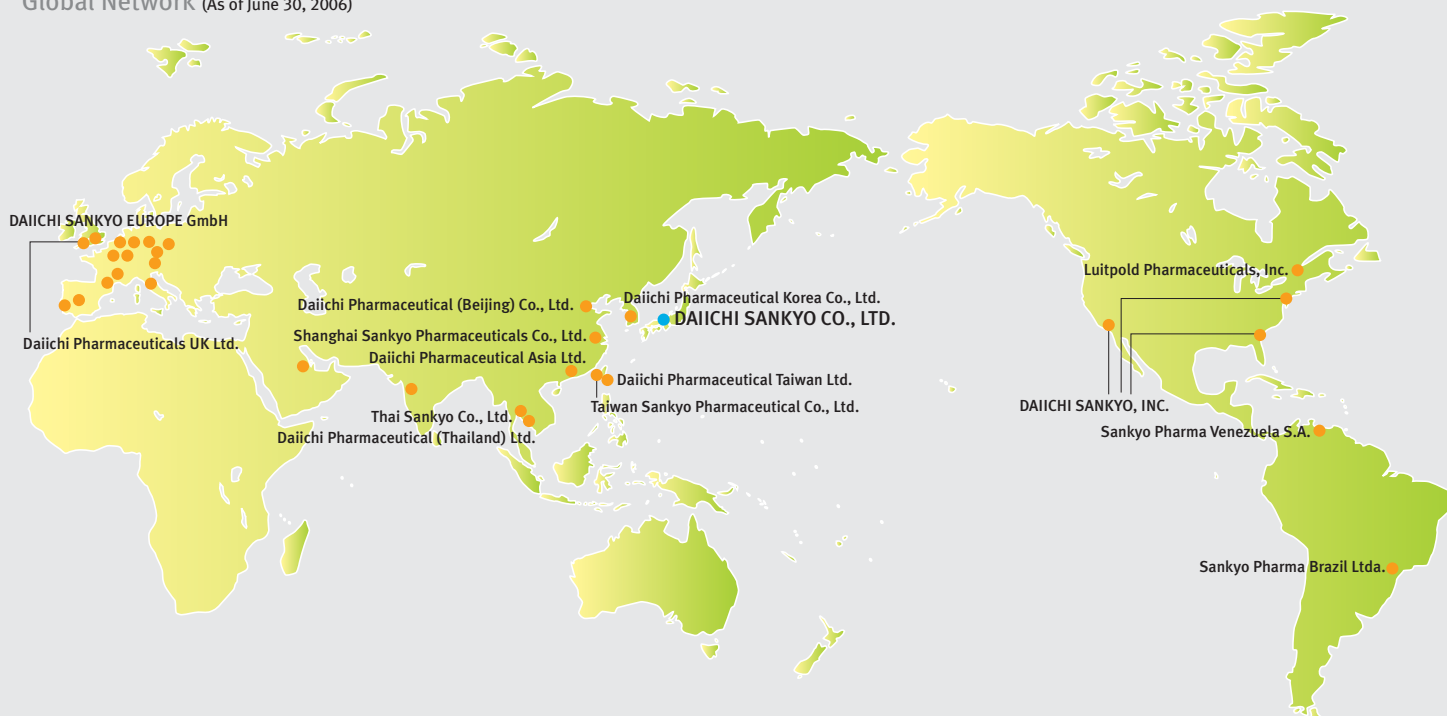 Global Network (As of June 30, 2006)
DAIICHI SANKYO EUROPE GmbH
Daiichi Pharmaceuticals UK Ltd.
Daiichi Pharmaceutical (Beijing) Co., Ltd.
Daiichi Pharmaceutical Korea Co., Ltd.
DAIICHI SANKYO CO., LTD.
Shanghai Sankyo Pharmaceuticals Co., Ltd.
Daiichi Pharmaceutical Asia Ltd.
Daiichi Pharmaceutical Taiwan Ltd.
Taiwan Sankyo Pharmaceutical Co., Ltd.
Thai Sankyo Co., Ltd.
Daiichi Pharmaceutical (Thailand) Ltd.
Luitpold Pharmaceuticals, Inc.
DAIICHI SANKYO, INC.
Sankyo Pharma Venezuela S.A.
Sankyo Pharma Brazil Ltda.